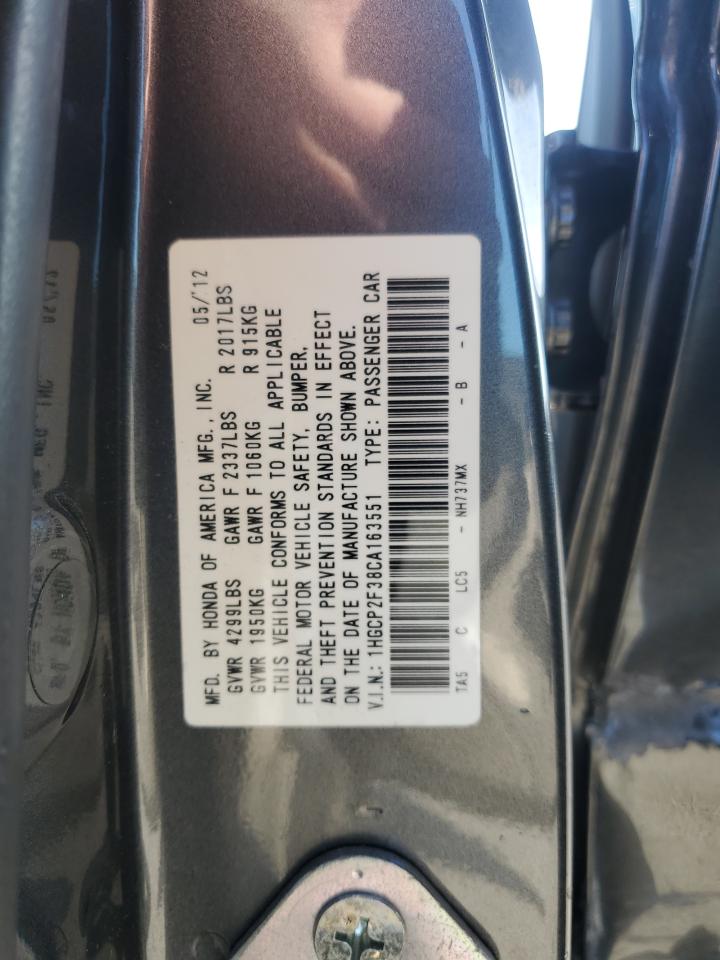 MFD. BY HONDA OF AMERICA MFG., INC. 05/'12
GVWR 4299LBS GAWR F 2337LBS R 2017LBS
GVWR 1950KG GAWR F 1060KG R 915KG
THIS VEHICLE CONFORMS TO ALL APPLICABLE
FEDERAL MOTOR VEHICLE SAFETY, BUMPER,
AND THEFT PREVENTION STANDARDS IN EFFECT
ON THE DATE OF MANUFACTURE SHOWN ABOVE.
V.I.N.: 1HGCP2F38CA163551 TYPE: PASSENGER CAR
TA5 C LC5 - NH737MX - B - A